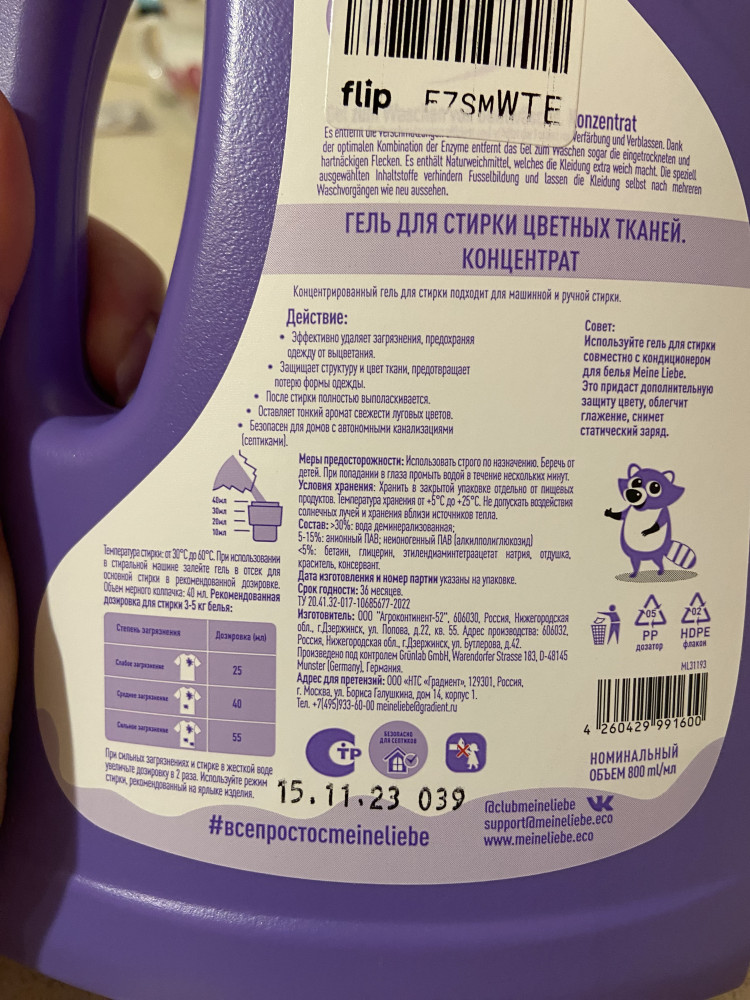 flip
F7SMWTE
Konzentrat
Verfärbung und Verblassen. Dank
der optimalen Kombination der Enzyme entfernt das Gel zum Waschen sogar die eingetrockneten und
hartnäckigen Flecken. Es enthält Naturweichmittel, welches die Kleidung extra weich macht. Die speziell
ausgewählten Inhaltstoffe verhindern Fusselbildung und lassen die Kleidung selbst nach mehreren
Waschvorgängen wie neu aussehen.
ГЕЛЬ ДЛЯ СТИРКИ ЦВЕТНЫХ ТКАНЕЙ.
КОНЦЕНТРАТ
Концентрированный гель для стирки подходит для машинной и ручной стирки.
Действие:
• Эффективно удаляет загрязнения, предохраняя
одежду от выцветания.
• Защищает структуру и цвет ткани, предотвращает
потерю формы одежды.
• После стирки полностью выполаскивается.
• Оставляет тонкий аромат свежести луговых цветов.
• Безопасен для домов с автономными канализациями
(септиками).
Совет:
Используйте гель для стирки
совместно с кондиционером
для белья Meine Liebe.
Это придаст дополнительную
защиту цвету, облегчит
глажение, снимет
статический заряд.
Меры предосторожности: Использовать строго по назначению. Беречь от
детей. При попадании в глаза промыть водой в течение нескольких минут.
Условия хранения: Хранить в закрытой упаковке отдельно от пищевых
продуктов. Температура хранения от +5°С до +25°С. Не допускать воздействия
солнечных лучей и хранения вблизи источников тепла.
Состав: >30%: вода деминерализованная;
5-15%: анионный ПАВ; неионогенный ПАВ (алкилполиглюкозид)
<5%: бетаин, глицерин, этилендиаминтетраацетат натрия, отдушка,
краситель, консервант.
Дата изготовления и номер партии указаны на упаковке.
Срок годности: 36 месяцев.
ТУ 20.41.32-017-10685677-2022
Изготовитель: ООО "Агроконтинент-52", 606030, Россия, Нижегородская
обл., г.Дзержинск, ул. Попова, д.22, кв. 55. Адрес производства: 606032,
Россия, Нижегородская обл., г.Дзержинск, ул. Бутлерова, д.42.
Произведено под контролем Grünlab GmbH, Warendorfer Strasse 183, D-48145
Munster (Germany), Германия.
Адрес для претензий: ООО «НТС «Градиент», 129301, Россия,
г. Москва, ул. Бориса Галушкина, дом 14, корпус 1.
Тел. +7(495)933-60-00 meineliebe@gradient.ru
40мл
30мл
20мл
10мл
Температура стирки: от 30°С до 60°С. При использовании
в стиральной машине залейте гель в отсек для
основной стирки в рекомендованной дозировке.
Объем мерного колпачка: 40 мл. Рекомендованная
дозировка для стирки 3-5 кг белья:
Степень загрязнения Дозировка (мл)
Слабое загрязнение 25
Среднее загрязнение 40
Сильное загрязнение 55
При сильных загрязнениях и стирке в жесткой воде
увеличьте дозировку в 2 раза. Используйте режим
стирки, рекомендованный на ярлыке изделия.
05
PP
дозатор
02
HDPE
флакон
ML31193
4 260429 991600
НОМИНАЛЬНЫЙ
ОБЪЕМ 800 ml/мл
СТР
БЕЗОПАСНО
ДЛЯ СЕПТИКОВ
15.11.23 039
#всепростосmeineliebe
@clubmeineliebe
support@meineliebe.eco
www.meineliebe.eco